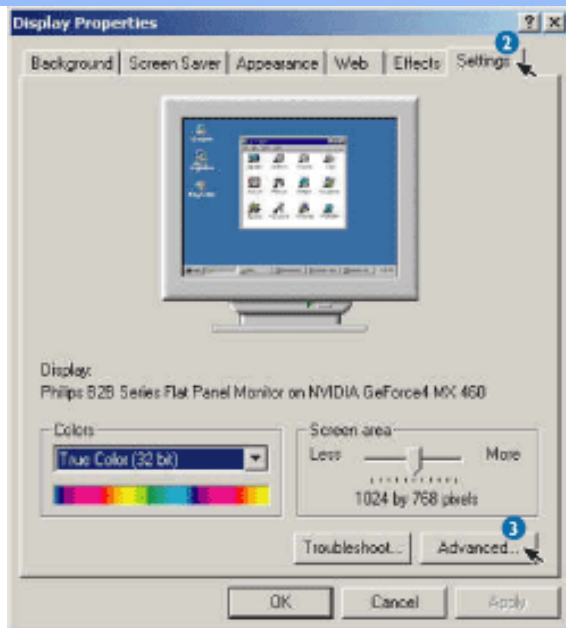 Display Properties
2
Background Screen Saver Appearance Web Effects Settings
Display:
Philips B2B Series Flat Panel Monitor on NVIDIA GeForce4 MX 460
Colors
Screen area
True Color (32 bit)
Less More
1024 by 768 pixels
3
Troubleshoot... Advanced...
OK Cancel Apply